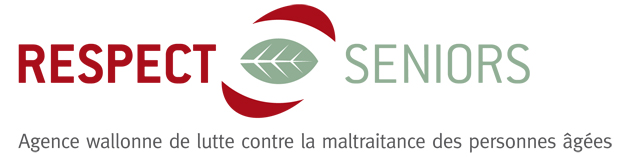 RESPECT SENIORS
Agence wallonne de lutte contre la maltraitance des personnes âgées